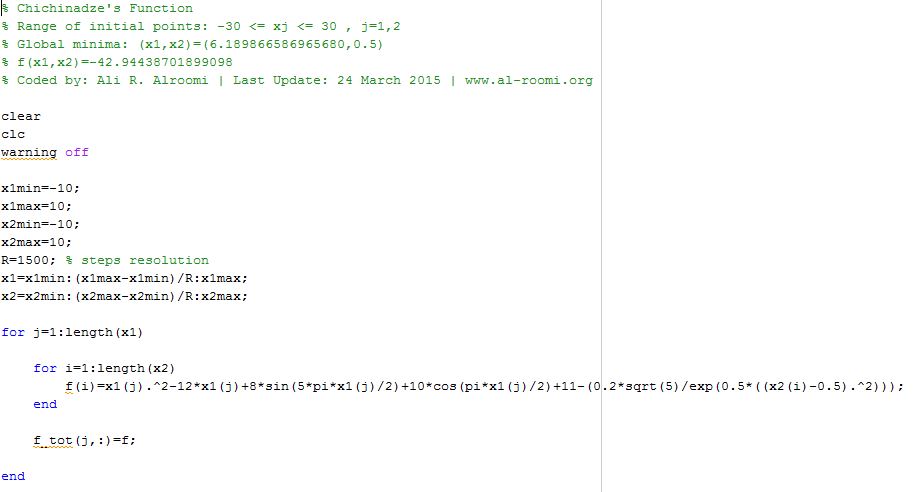 % Chichinadze's Function
% Range of initial points: -30 <= xj <= 30 , j=1,2
% Global minima: (x1,x2)=(6.189866586965680,0.5)
% f(x1,x2)=-42.94438701899098
% Coded by: Ali R. Alroomi | Last Update: 24 March 2015 | www.al-roomi.org
clear
clc
warning off
x1min=-10;
x1max=10;
x2min=-10;
x2max=10;
R=1500; % steps resolution
x1=x1min:(x1max-x1min)/R:x1max;
x2=x2min:(x2max-x2min)/R:x2max;
for j=1:length(x1)
for i=1:length(x2)
f(i)=x1(j).^2-12*x1(j)+8*sin(5*pi*x1(j)/2)+10*cos(pi*x1(j)/2)+11-(0.2*sqrt(5)/exp(0.5*((x2(i)-0.5).^2)));
end
f_tot(j,:)=f;
end